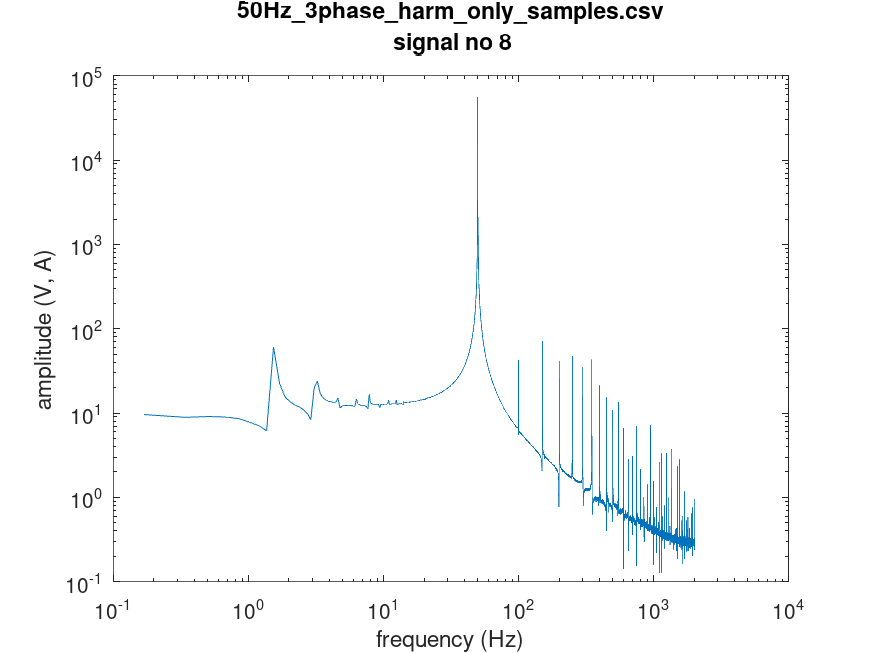 50Hz_3phase_harm_only_samples.csv
signal no 8
amplitude (V, A)
10^5
10^4
10^3
10^2
10^1
10^0
10^-1
10^-1 10^0 10^1 10^2 10^3 10^4
frequency (Hz)